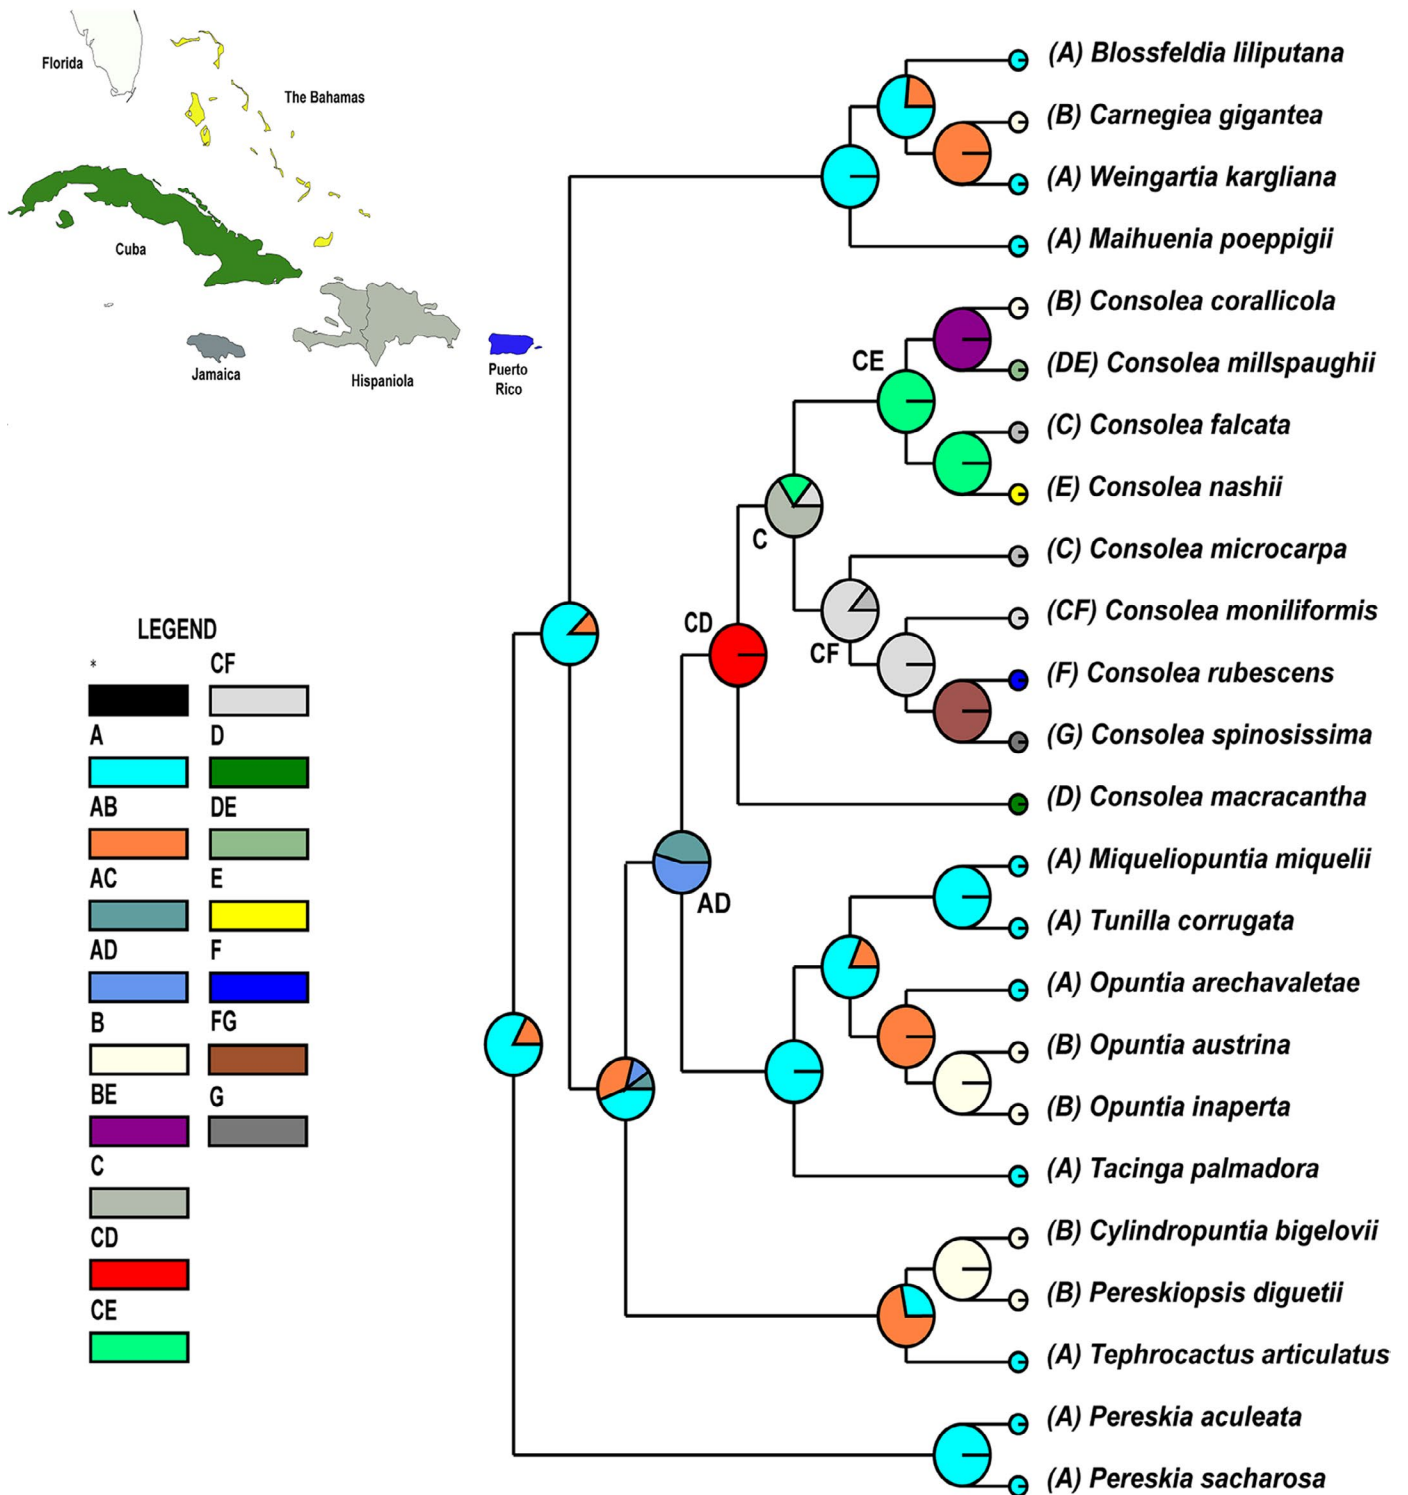 Florida
The Bahamas
Cuba
Jamaica
Hispaniola
Puerto
Rico
LEGEND
*
CF
A
D
AB
DE
AC
E
AD
F
B
FG
BE
G
C
CD
CE
CE
C
CD
CF
AD
(A) Blossfeldia liliputana
(B) Carnegiea gigantea
(A) Weingartia kargliana
(A) Maihuenia poeppigii
(B) Consolea corallicola
(DE) Consolea millspaughii
(C) Consolea falcata
(E) Consolea nashii
(C) Consolea microcarpa
(CF) Consolea moniliformis
(F) Consolea rubescens
(G) Consolea spinosissima
(D) Consolea macracantha
(A) Miqueliopuntia miquelii
(A) Tunilla corrugata
(A) Opuntia arechavaletae
(B) Opuntia austrina
(B) Opuntia inaperta
(A) Tacinga palmadora
(B) Cylindropuntia bigelovii
(B) Pereskiopsis diguetii
(A) Tephrocactus articulatus
(A) Pereskia aculeata
(A) Pereskia sacharosa